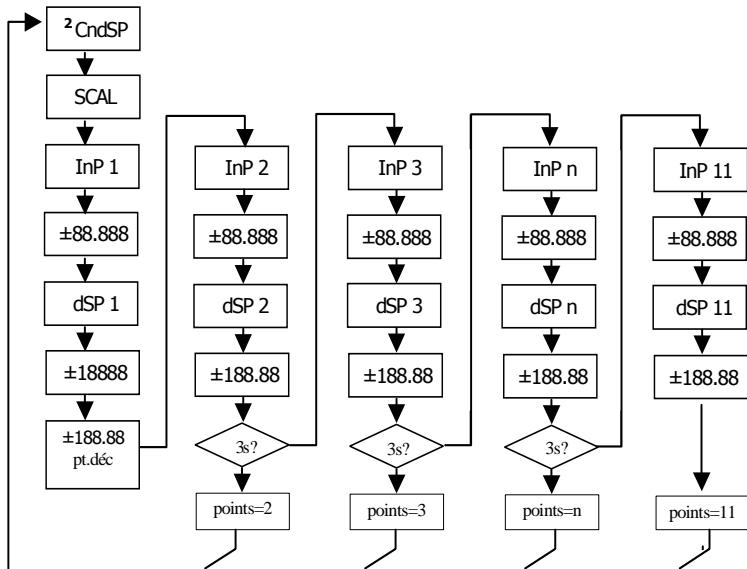 ² CndSP
SCAL
InP 1
±88.888
dSP 1
±18888
±188.88
pt.déc
InP 2
±88.888
dSP 2
±188.88
3s?
points=2
InP 3
±88.888
dSP 3
±188.88
3s?
points=3
InP n
±88.888
dSP n
±188.88
3s?
points=n
InP 11
±88.888
dSP 11
±188.88
points=11